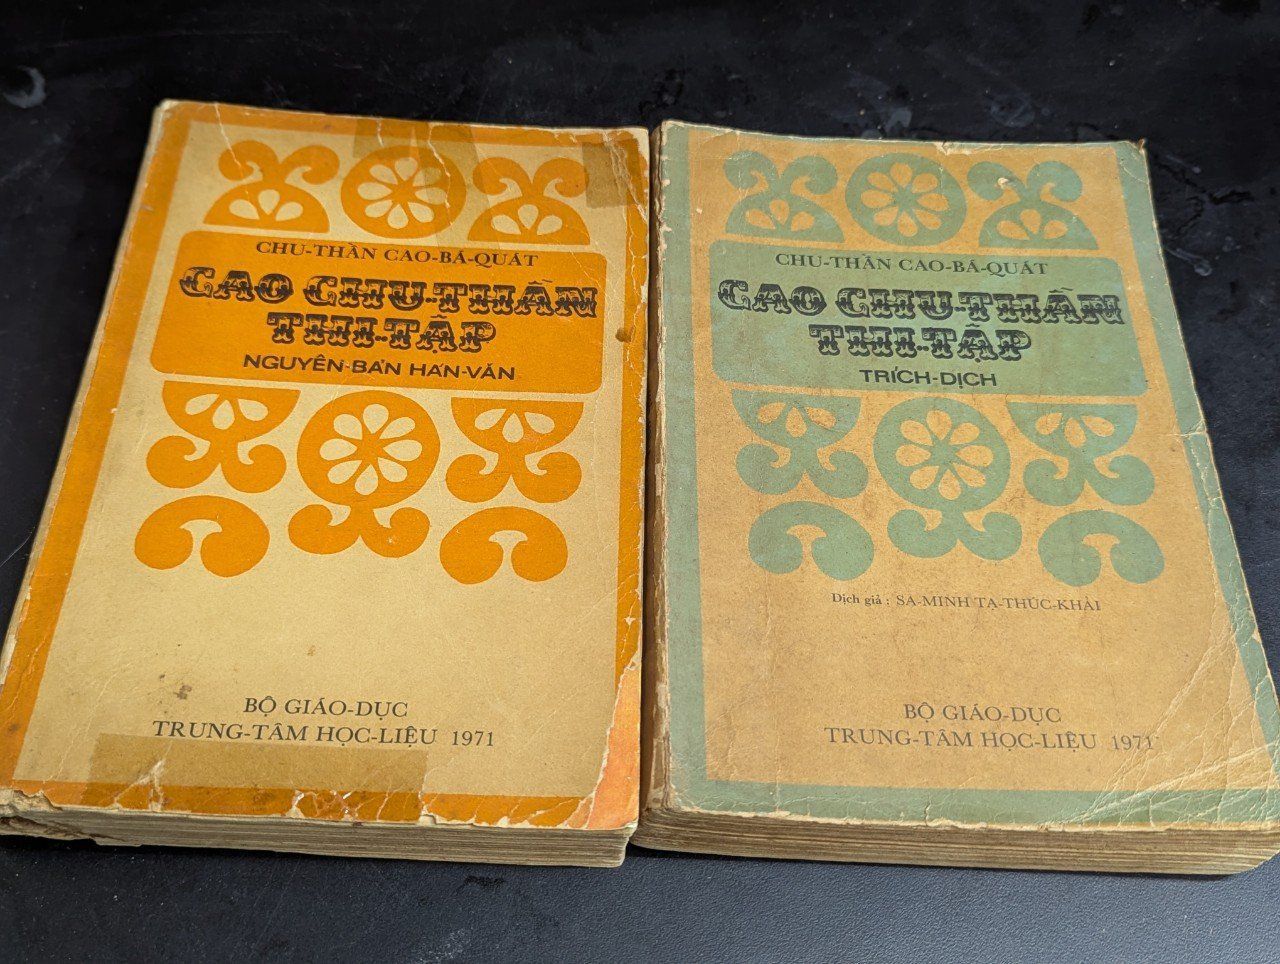 CHU-THẦN CAO-BÁ-QUÁT
CAO CHU-THẦN
THI-TẬP
NGUYÊN-BẢN HÁN-VĂN
BỘ GIÁO-DỤC
TRUNG-TÂM HỌC-LIỆU 1971
CHU-THẦN CAO-BÁ-QUÁT
CAO CHU-THẦN
THI-TẬP
TRÍCH-DỊCH
Dịch giả : SA-MINH TẠ-THÚC-KHẢI
BỘ GIÁO-DỤC
TRUNG-TÂM HỌC-LIỆU 1971